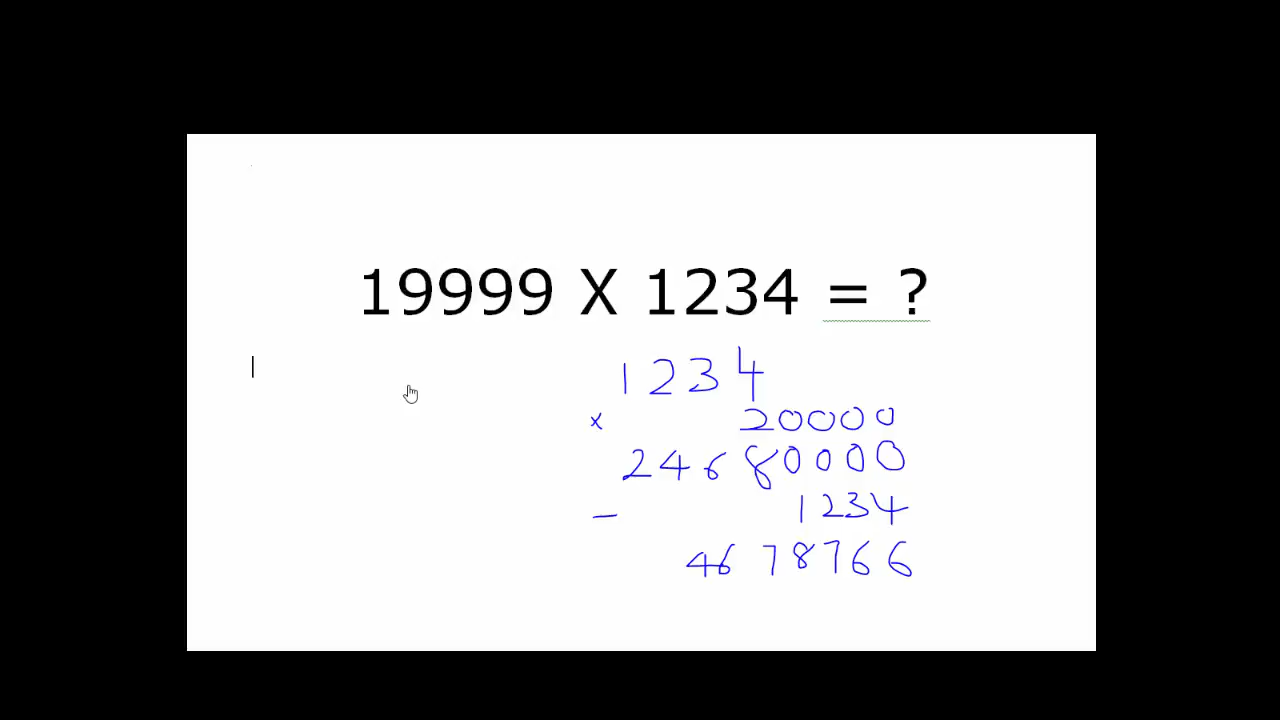 19999 X 1234 = ?
1234
x 20000
24680000
- 1234
4678766